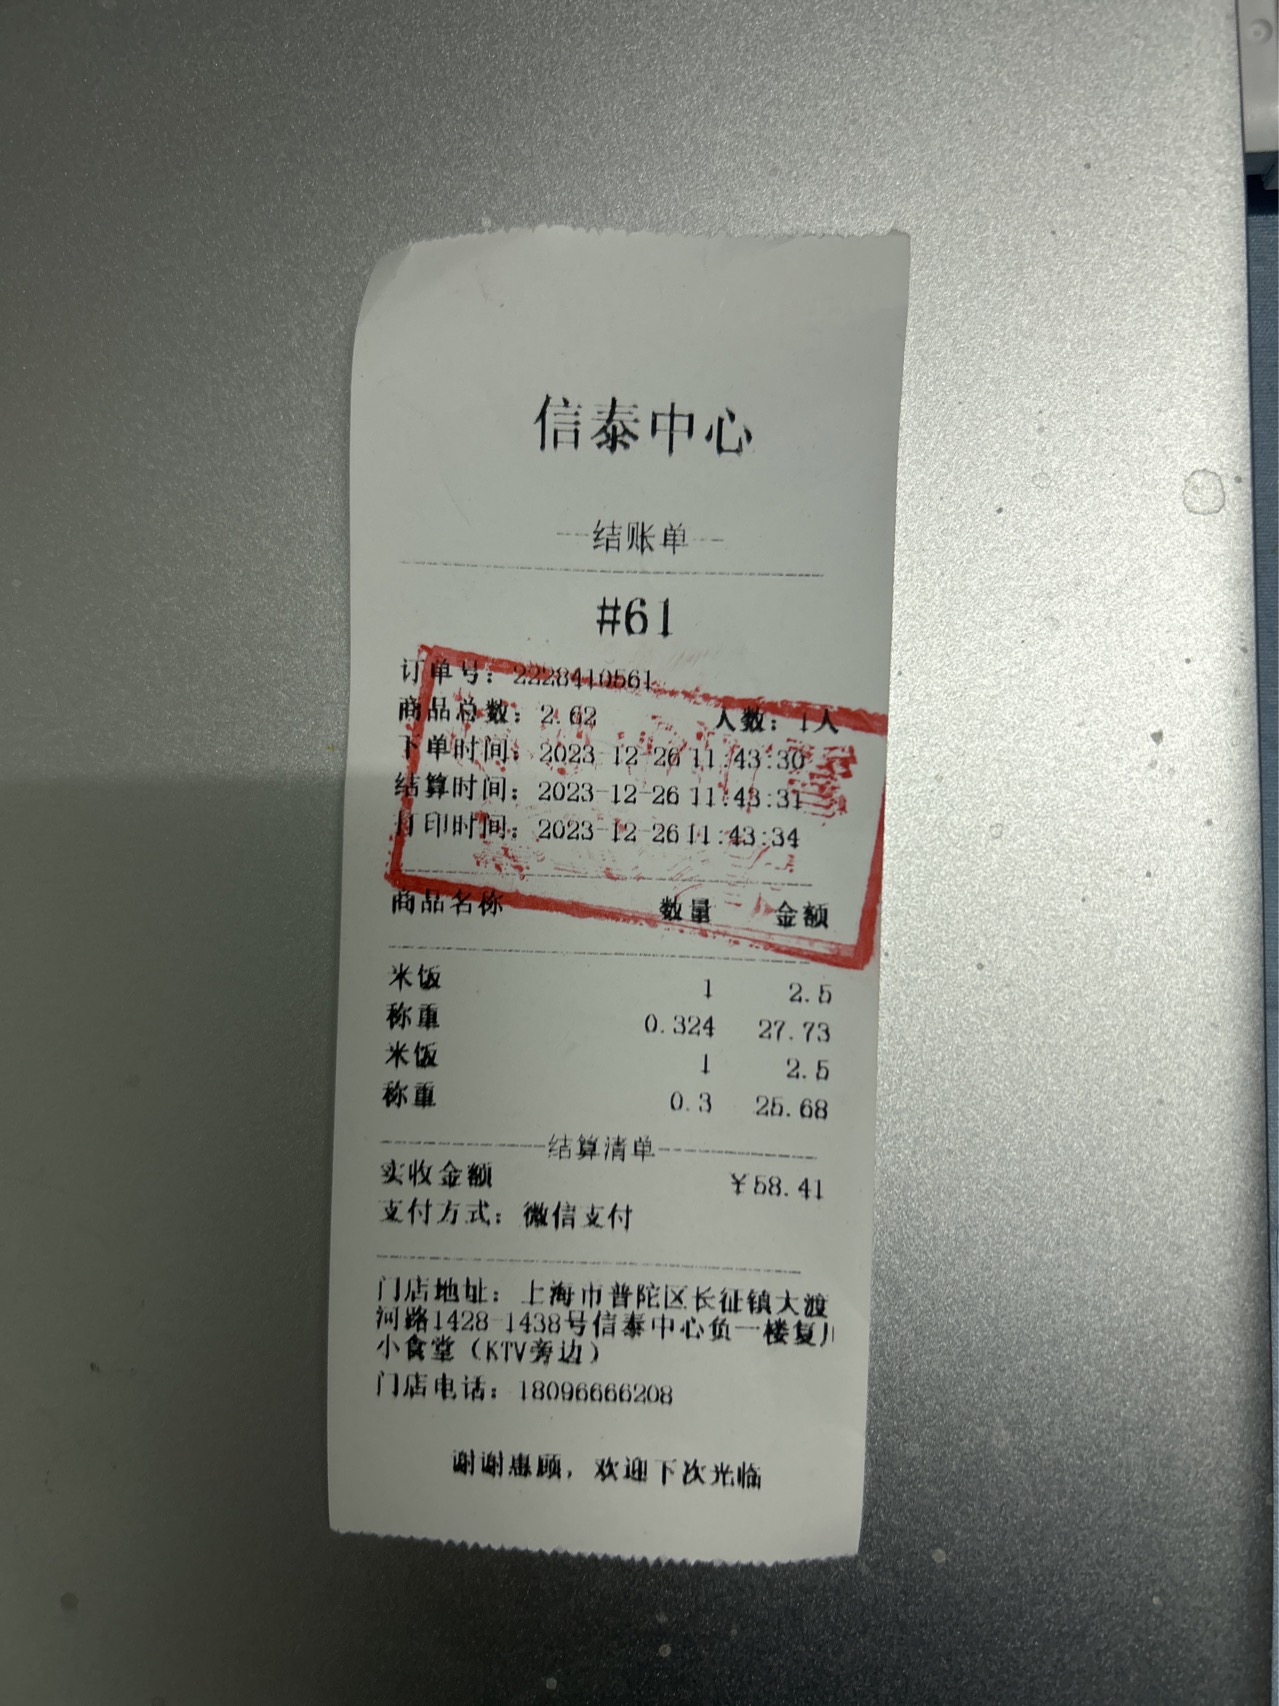 信泰中心
---结账单---
#61
订单号：2228410561
商品总数：2.62 人数：1人
下单时间：2023-12-26 11:43:30
结算时间：2023-12-26 11:43:31
打印时间：2023-12-26 11:43:34
商品名称 数量 金额
米饭 1 2.5
称重 0.324 27.73
米饭 1 2.5
称重 0.3 25.68
结算清单
实收金额 ￥58.41
支付方式：微信支付
门店地址：上海市普陀区长征镇大渡
河路1428-1438号信泰中心负一楼复
小食堂（KTV旁边）
门店电话：18096666208
谢谢惠顾，欢迎下次光临